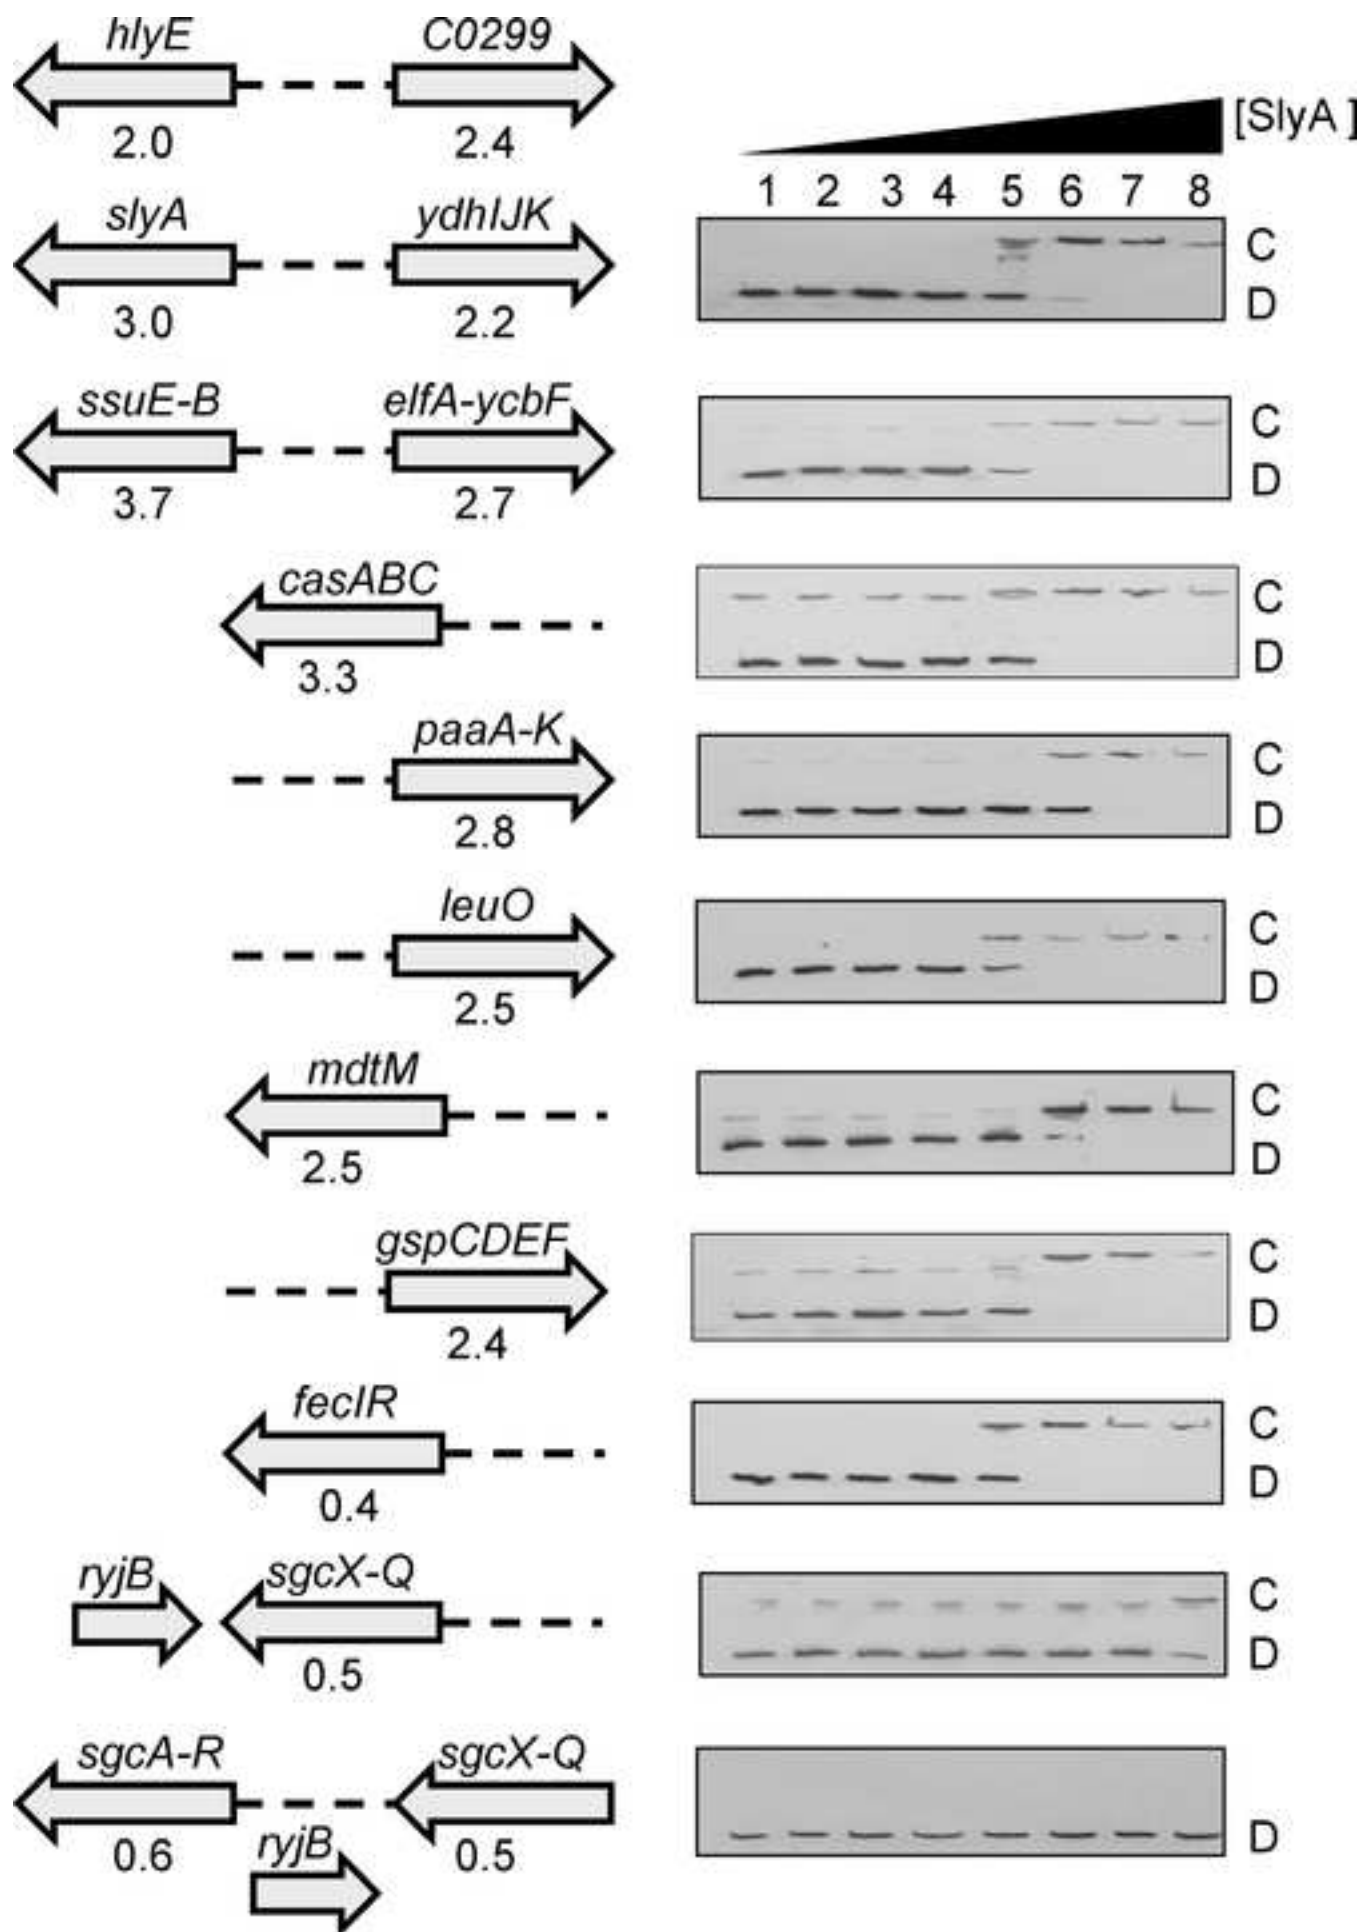 hlyE C0299
2.0 2.4
[SlyA ]
1 2 3 4 5 6 7 8
slyA ydhIJK
3.0 2.2
C
D
ssuE-B elfA-ycbF
3.7 2.7
C
D
casABC
3.3
C
D
paaA-K
2.8
C
D
leuO
2.5
C
D
mdtM
2.5
C
D
gspCDEF
2.4
C
D
fecIR
0.4
C
D
ryjB sgcX-Q
0.5
C
D
sgcA-R sgcX-Q
0.6 ryjB 0.5
D